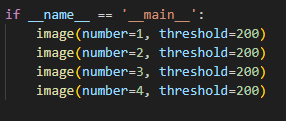 if __name__ == '__main__':
    image(number=1, threshold=200)
    image(number=2, threshold=200)
    image(number=3, threshold=200)
    image(number=4, threshold=200)